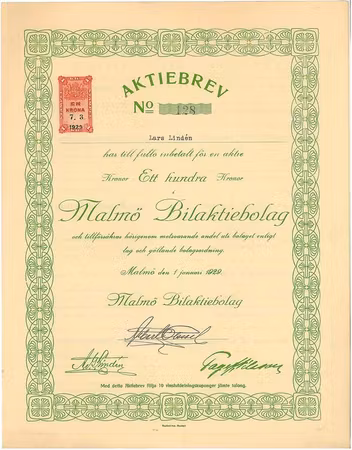 AKTIEBREV
No 128
EN
KRONA
7. 3.
1929
Lars Lindén
har till fullo inbetalt för en aktie
Kronor Ett hundra Kronor
i
Malmö Bilaktiebolag
och tillförsäkras härigenom motsvarande andel uti bolaget enligt
lag och gällande bolagsordning.
Malmö den 1 januari 1929.
Malmö Bilaktiebolag
Med detta aktiebrev följa 10 vinstutdelningskuponger jämte talong.